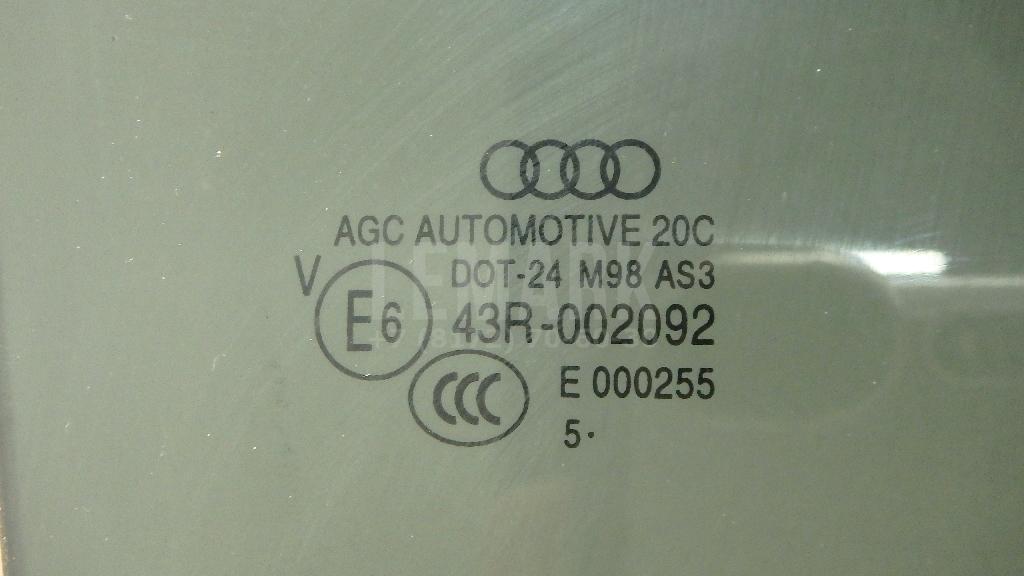 AGC AUTOMOTIVE 20C
V
DOT-24 M98 AS3
E6 43R-002092
CCC
E 000255
5.